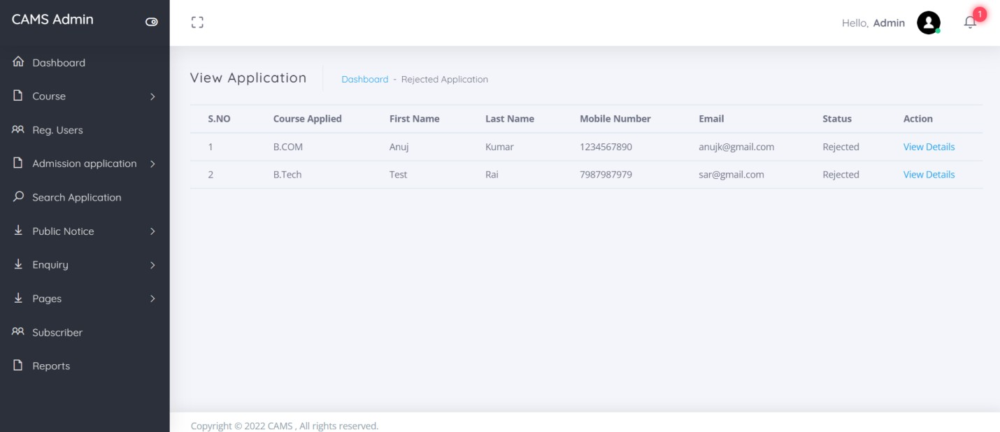 CAMS Admin
Hello, Admin
1
Dashboard
Course
Reg. Users
Admission application
Search Application
Public Notice
Enquiry
Pages
Subscriber
Reports
View Application
Dashboard - Rejected Application
S.NO Course Applied First Name Last Name Mobile Number Email Status Action
1 B.COM Anuj Kumar 1234567890 anujk@gmail.com Rejected View Details
2 B.Tech Test Rai 7987987979 sar@gmail.com Rejected View Details
Copyright © 2022 CAMS , All rights reserved.